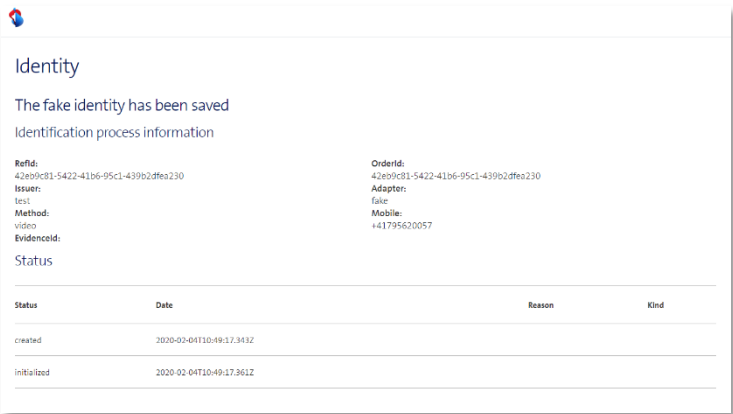 Identity
The fake identity has been saved
Identification process information
RefId:
42eb9c81-5422-41b6-95c1-439b2dfea230
Issuer:
test
Method:
video
EvidenceId:
OrderId:
42eb9c81-5422-41b6-95c1-439b2dfea230
Adapter:
fake
Mobile:
+41795620057
Status
Status Date Reason Kind
created 2020-02-04T10:49:17.343Z
initialized 2020-02-04T10:49:17.361Z